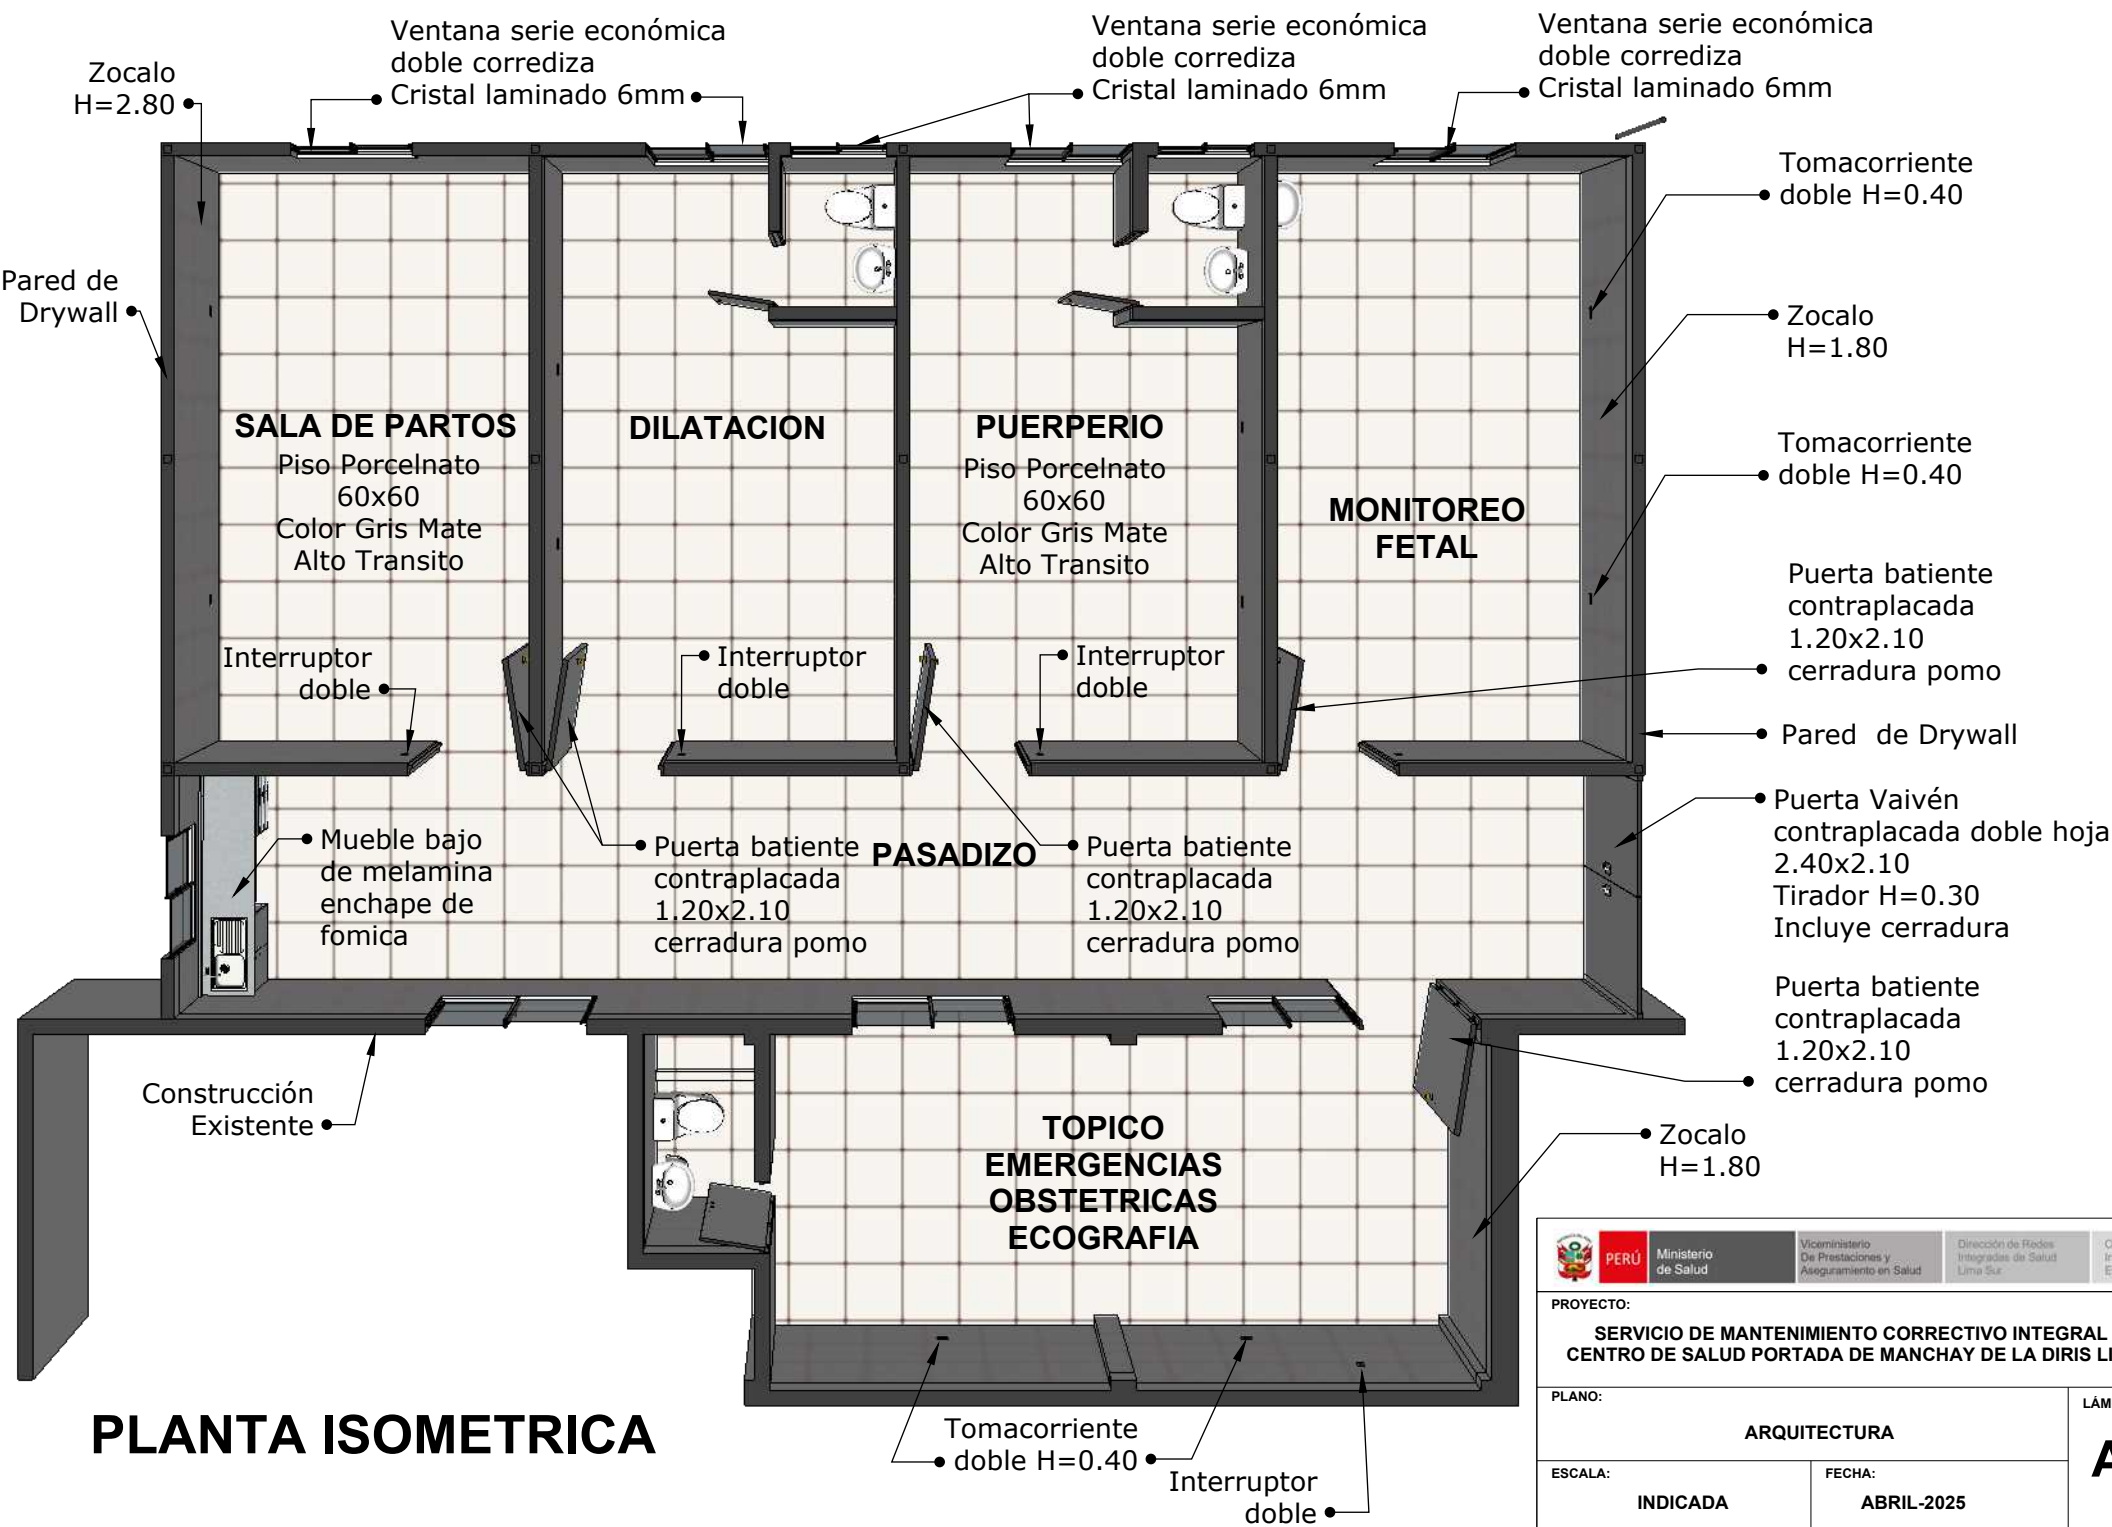 Ventana serie económica
doble corrediza
Cristal laminado 6mm
Ventana serie económica
doble corrediza
Cristal laminado 6mm
Ventana serie económica
doble corrediza
Cristal laminado 6mm
Zocalo
H=2.80
Tomacorriente
doble H=0.40
Pared de
Drywall
Zocalo
H=1.80
SALA DE PARTOS
Piso Porcelnato
60x60
Color Gris Mate
Alto Transito
DILATACION
PUERPERIO
Piso Porcelnato
60x60
Color Gris Mate
Alto Transito
MONITOREO
FETAL
Tomacorriente
doble H=0.40
Puerta batiente
contraplacada
1.20x2.10
cerradura pomo
Interruptor
doble
Interruptor
doble
Interruptor
doble
Pared de Drywall
Mueble bajo
de melamina
enchape de
fomica
Puerta batiente
contraplacada
1.20x2.10
cerradura pomo
PASADIZO
Puerta batiente
contraplacada
1.20x2.10
cerradura pomo
Puerta Vaivén
contraplacada doble hoja
2.40x2.10
Tirador H=0.30
Incluye cerradura
Puerta batiente
contraplacada
1.20x2.10
cerradura pomo
Construcción
Existente
TOPICO
EMERGENCIAS
OBSTETRICAS
ECOGRAFIA
Zocalo
H=1.80
PLANTA ISOMETRICA
Tomacorriente
doble H=0.40
Interruptor
doble
PERÚ
Ministerio
de Salud
Viceministerio
De Prestaciones y
Aseguramiento en Salud
Dirección de Redes
Integradas de Salud
Lima Sur
PROYECTO:
SERVICIO DE MANTENIMIENTO CORRECTIVO INTEGRAL
CENTRO DE SALUD PORTADA DE MANCHAY DE LA DIRIS
PLANO:
ARQUITECTURA
LÁM
A
ESCALA:
INDICADA
FECHA:
ABRIL-2025